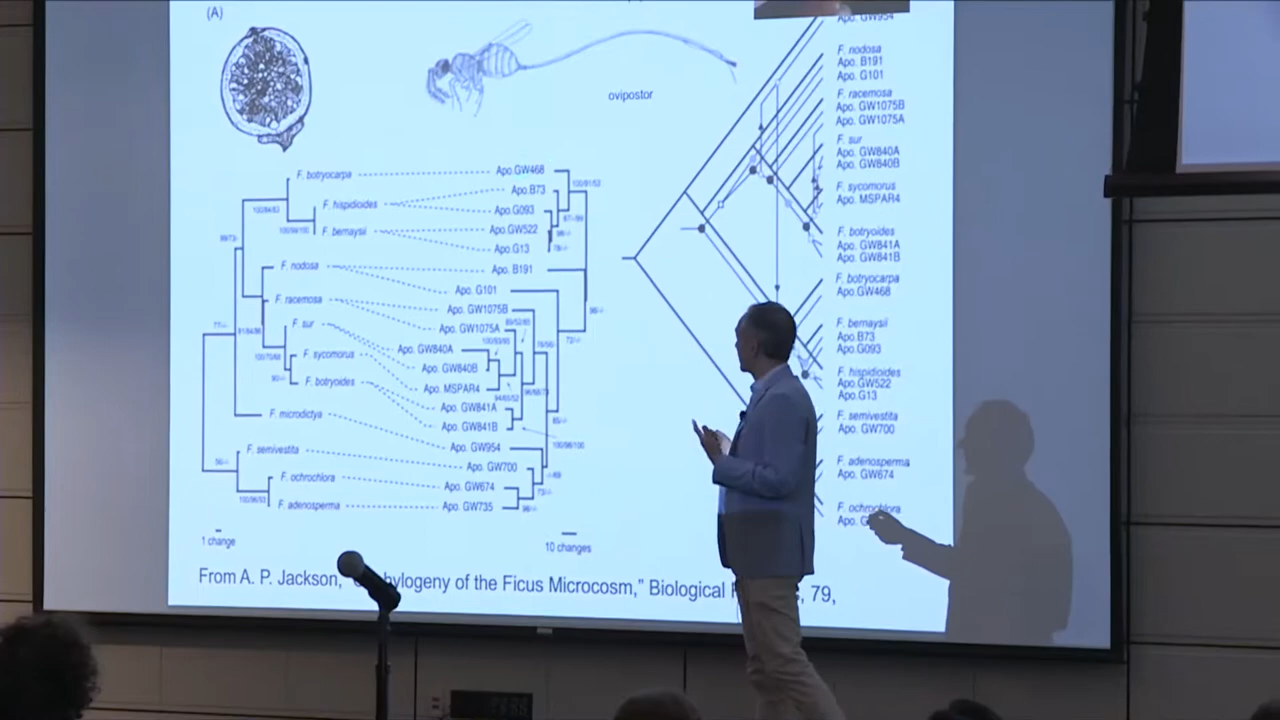 (A)
ovipostor
F. botryocarpa
F. hispidioides
F. bernaysii
F. nodosa
F. racemosa
F. sur
F. sycomorus
F. botryoides
F. microdictya
F. semivestita
F. ochrochlora
F. adenosperma
Apo.GW468
Apo.B73
Apo.G093
Apo.GW522
Apo.G13
Apo. B191
Apo. G101
Apo. GW1075B
Apo. GW1075A
Apo. GW840A
Apo. GW840B
Apo. MSPAR4
Apo. GW841A
Apo. GW841B
Apo. GW954
Apo. GW700
Apo. GW674
Apo. GW735
1 change
10 changes
Apo. GW954
F. nodosa
Apo. B191
Apo. G101
F. racemosa
Apo. GW1075B
Apo. GW1075A
F. sur
Apo. GW840A
Apo. GW840B
F. sycomorus
Apo. MSPAR4
F. botryoides
Apo. GW841A
Apo. GW841B
F. botryocarpa
Apo.GW468
F. bernaysii
Apo.B73
Apo.G093
F. hispidioides
Apo.GW522
Apo.G13
F. semivestita
Apo. GW700
F. adenosperma
Apo. GW674
F. ochrochlora
Apo.
From A. P. Jackson, of the Ficus Microcosm,” Biological 79,